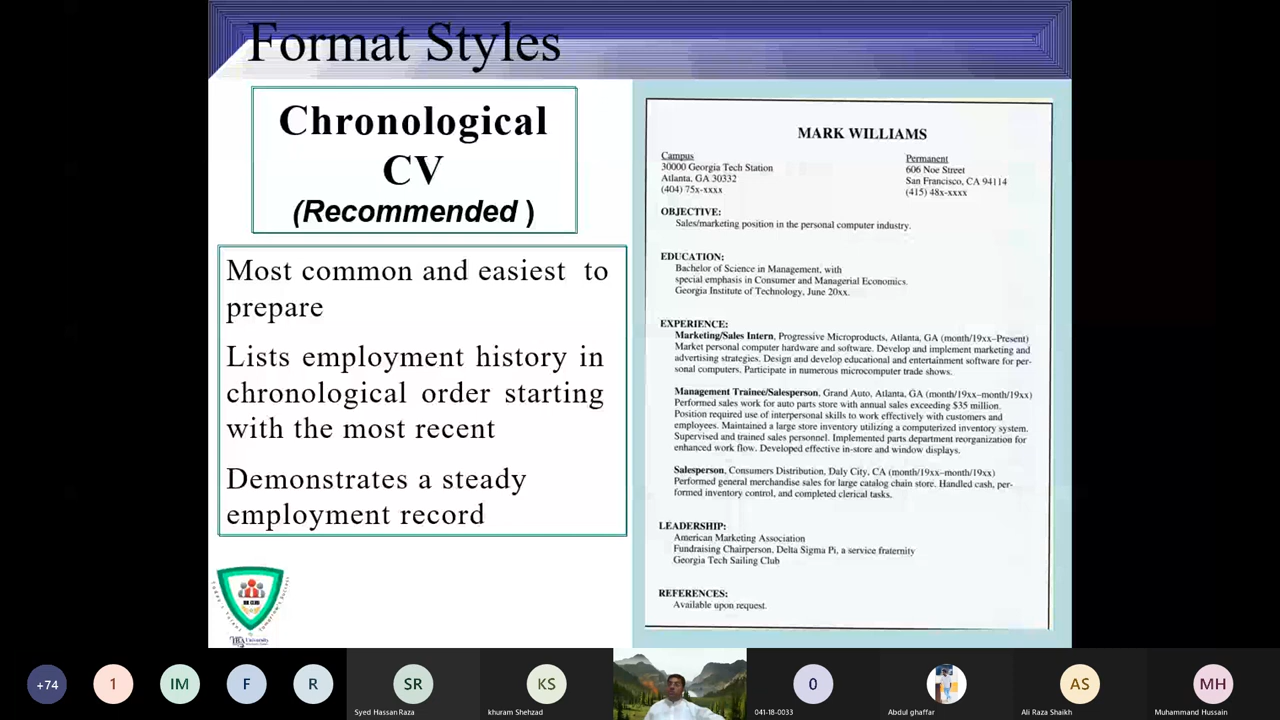 Format Styles
Chronological
CV
(Recommended )
Most common and easiest to
prepare
Lists employment history in
chronological order starting
with the most recent
Demonstrates a steady
employment record
MARK WILLIAMS
Campus
30000 Georgia Tech Station
Atlanta, GA 30332
(404) 75x-xxxx
Permanent
606 Noe Street
San Francisco, CA 94114
(415) 48x-xxxx
OBJECTIVE:
Sales/marketing position in the personal computer industry.
EDUCATION:
Bachelor of Science in Management, with
special emphasis in Consumer and Managerial Economics.
Georgia Institute of Technology, June 20xx.
EXPERIENCE:
Marketing/Sales Intern, Progressive Microproducts, Atlanta, GA (month/19xx–Present)
Market personal computer hardware and software. Develop and implement marketing and
advertising strategies. Design and develop educational and entertainment software for per-
sonal computers. Participate in numerous microcomputer trade shows.
Management Trainee/Salesperson, Grand Auto, Atlanta, GA (month/19xx–month/19xx)
Performed sales work for auto parts store with annual sales exceeding $35 million.
Position required use of interpersonal skills to work effectively with customers and
employees. Maintained a large store inventory utilizing a computerized inventory system.
Supervised and trained sales personnel. Implemented parts department reorganization for
enhanced work flow. Developed effective in-store and window displays.
Salesperson, Consumers Distribution, Daly City, CA (month/19xx–month/19xx)
Performed general merchandise sales for large catalog chain store. Handled cash, per-
formed inventory control, and completed clerical tasks.
LEADERSHIP:
American Marketing Association
Fundraising Chairperson, Delta Sigma Pi, a service fraternity
Georgia Tech Sailing Club
REFERENCES:
Available upon request.
University
+74
1
IM
F
R
SR
Syed Hassan Raza
KS
khuram Shehzad
0
041-18-0033
Abdul ghaffar
AS
Ali Raza Shaikh
MH
Muhammand Hussain